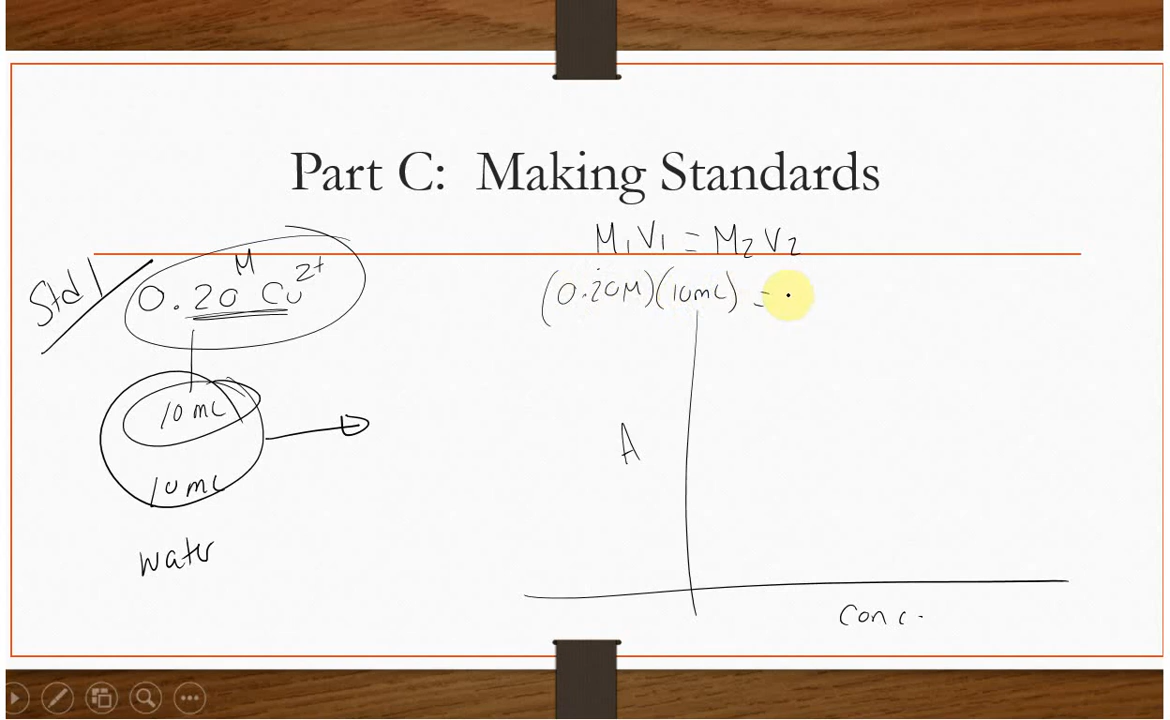 Part C: Making Standards
M₁V₁ = M₂V₂
Std 1
0.20 M Cu²⁺
(0.20M)(10mL) =
10 mL
10 mL
water
A
Conc.